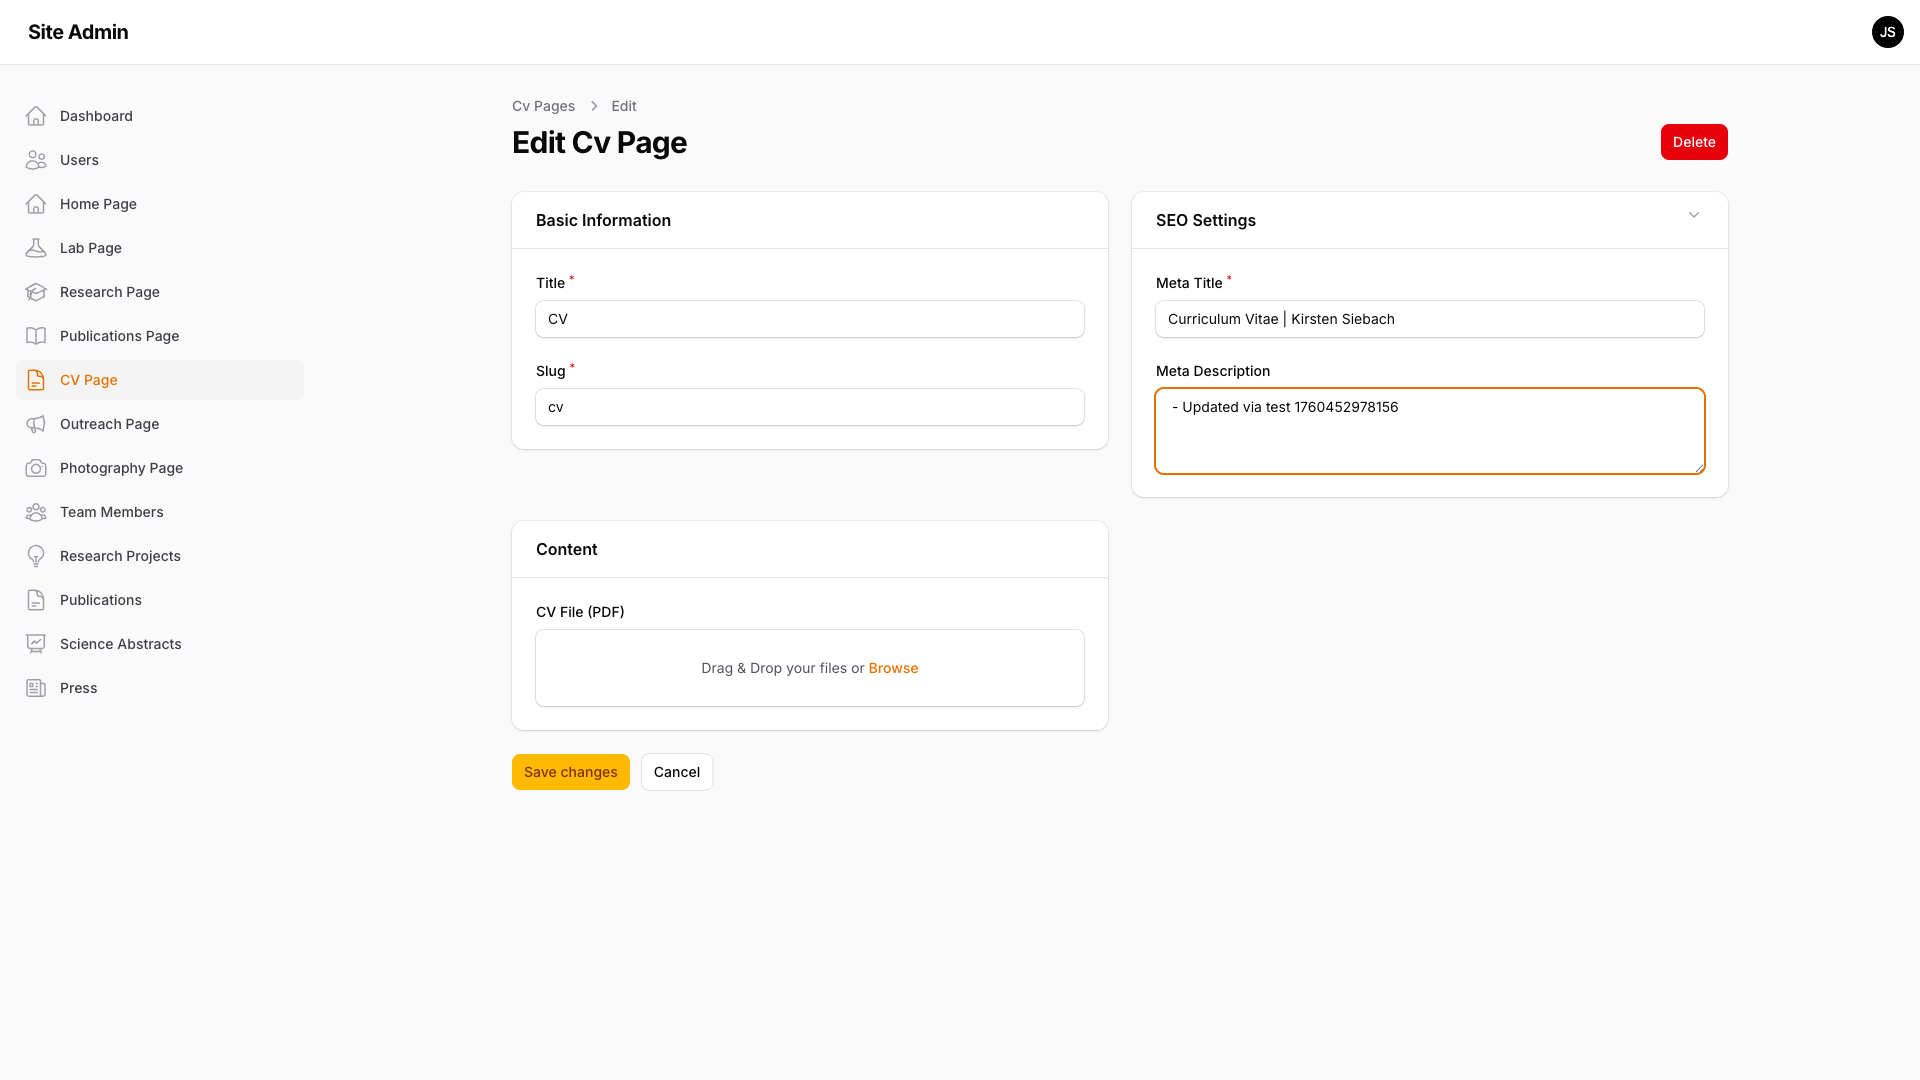 Site Admin
JS
Dashboard
Users
Home Page
Lab Page
Research Page
Publications Page
CV Page
Outreach Page
Photography Page
Team Members
Research Projects
Publications
Science Abstracts
Press
Cv Pages > Edit
Edit Cv Page
Delete
Basic Information
Title *
CV
Slug *
cv
SEO Settings
Meta Title *
Curriculum Vitae | Kirsten Siebach
Meta Description
- Updated via test 1760452978156
Content
CV File (PDF)
Drag & Drop your files or Browse
Save changes
Cancel